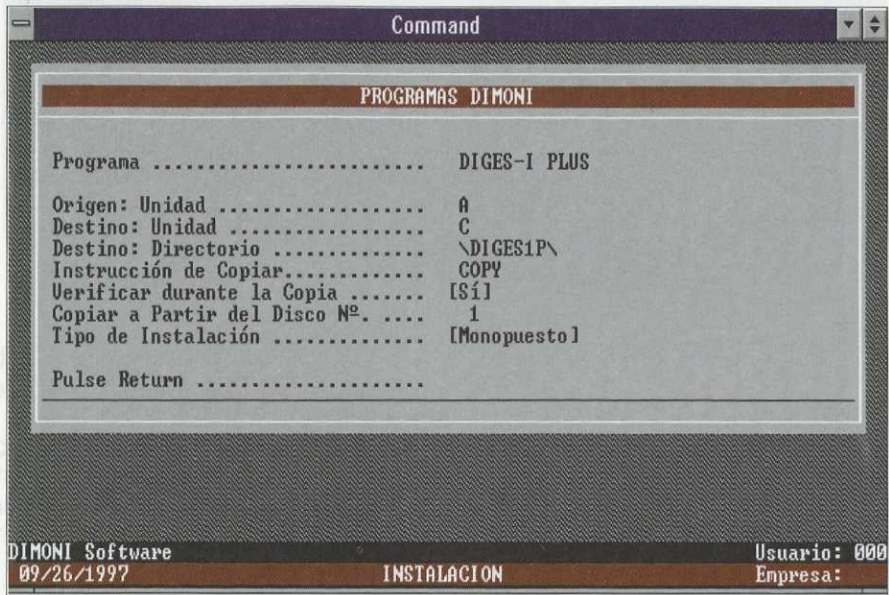 Command
PROGRAMAS DIMONI
Programa ......................... DIGES-I PLUS
Origen: Unidad ................... A
Destino: Unidad .................. C
Destino: Directorio .............. \DIGES1P\
Instrucción de Copiar............. COPY
Verificar durante la Copia ....... [Sí]
Copiar a Partir del Disco Nº. .... 1
Tipo de Instalación .............. [Monopuesto]
Pulse Return .....................
DIMONI Software Usuario: 000
09/26/1997 INSTALACION Empresa: